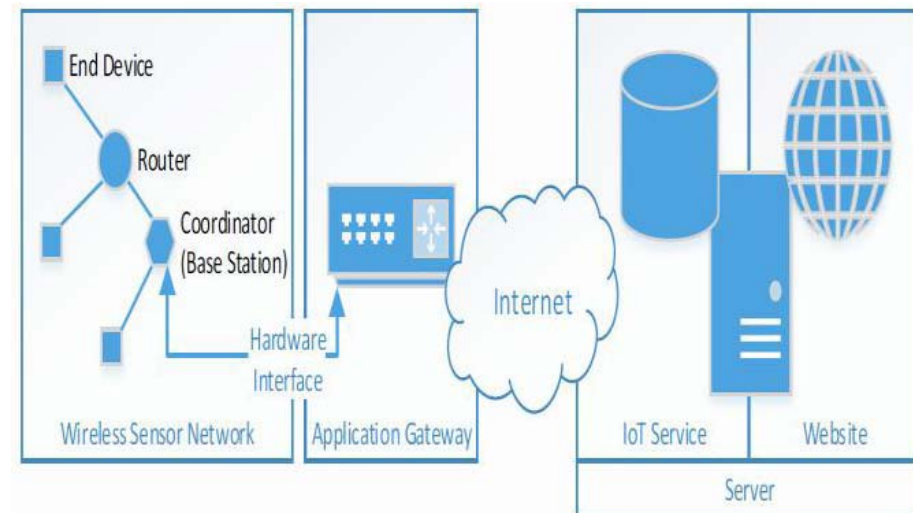 End Device
Router
Coordinator
(Base Station)
Hardware
Interface
Wireless Sensor Network
Application Gateway
Internet
IoT Service
Website
Server